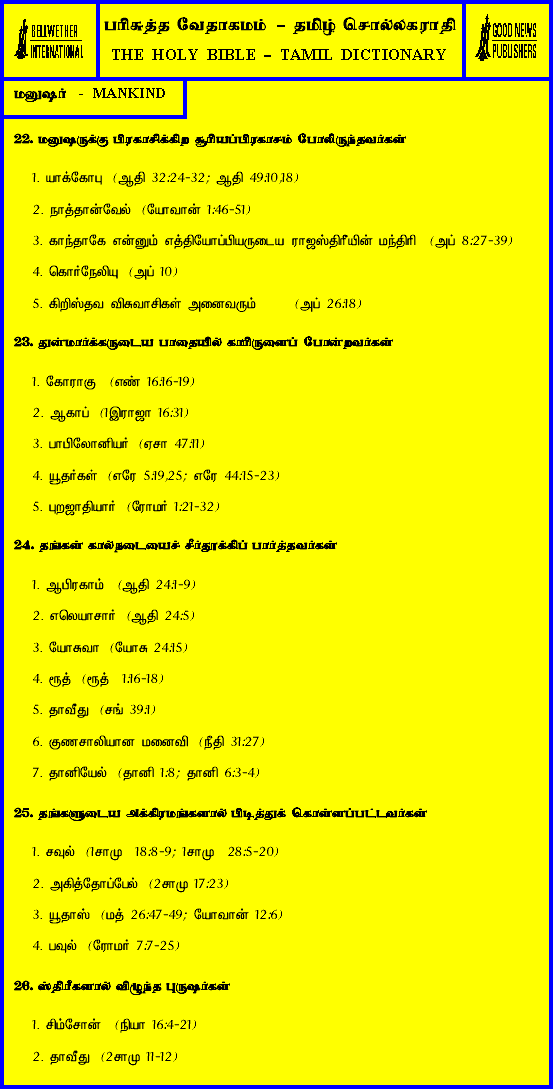 BELLWETHER
INTERNATIONAL
பரிசுத்த வேதாகமம் – தமிழ் சொல்லகராதி
THE HOLY BIBLE – TAMIL DICTIONARY
GOOD NEWS
PUBLISHERS
மனுஷர் - MANKIND
22. மனுஷருக்கு பிரகாசிக்கிற சூரியப்பிரகாசம் போலிருந்தவர்கள்
1. யாக்கோபு (ஆதி 32:24-32; ஆதி 49:10,18)
2. நாத்தான்வேல் (யோவான் 1:46-51)
3. காந்தாகே என்னும் எத்தியோப்பியருடைய ராஜஸ்திரீயின் மந்திரி (அப் 8:27-39)
4. கொர்நேலியு (அப் 10)
5. கிறிஸ்தவ விசுவாசிகள் அனைவரும் (அப் 26:18)
23. துன்மார்க்கருடைய பாதையில் காரிருளைப் போன்றவர்கள்
1. கோராகு (எண் 16:16-19)
2. ஆகாப் (1இராஜா 16:31)
3. பாபிலோனியர் (ஏசா 47:11)
4. யூதர்கள் (எரே 5:19,25; எரே 44:15-23)
5. புறஜாதியார் (ரோமர் 1:21-32)
24. தங்கள் கால்நடையைச் சீர்தூக்கிப் பார்த்தவர்கள்
1. ஆபிரகாம் (ஆதி 24:1-9)
2. எலெயாசார் (ஆதி 24:5)
3. யோசுவா (யோசு 24:15)
4. ரூத் (ரூத் 1:16-18)
5. தாவீது (சங் 39:1)
6. குணசாலியான மனைவி (நீதி 31:27)
7. தானியேல் (தானி 1:8; தானி 6:3-4)
25. தங்களுடைய அக்கிரமங்களால் பிடித்துக் கொள்ளப்பட்டவர்கள்
1. சவுல் (1சாமு 18:8-9; 1சாமு 28:5-20)
2. அகித்தோப்பேல் (2சாமு 17:23)
3. யூதாஸ் (மத் 26:47-49; யோவான் 12:6)
4. பவுல் (ரோமர் 7:7-25)
26. ஸ்திரீகளால் விழுந்த புருஷர்கள்
1. சிம்சோன் (நியா 16:4-21)
2. தாவீது (2சாமு 11-12)